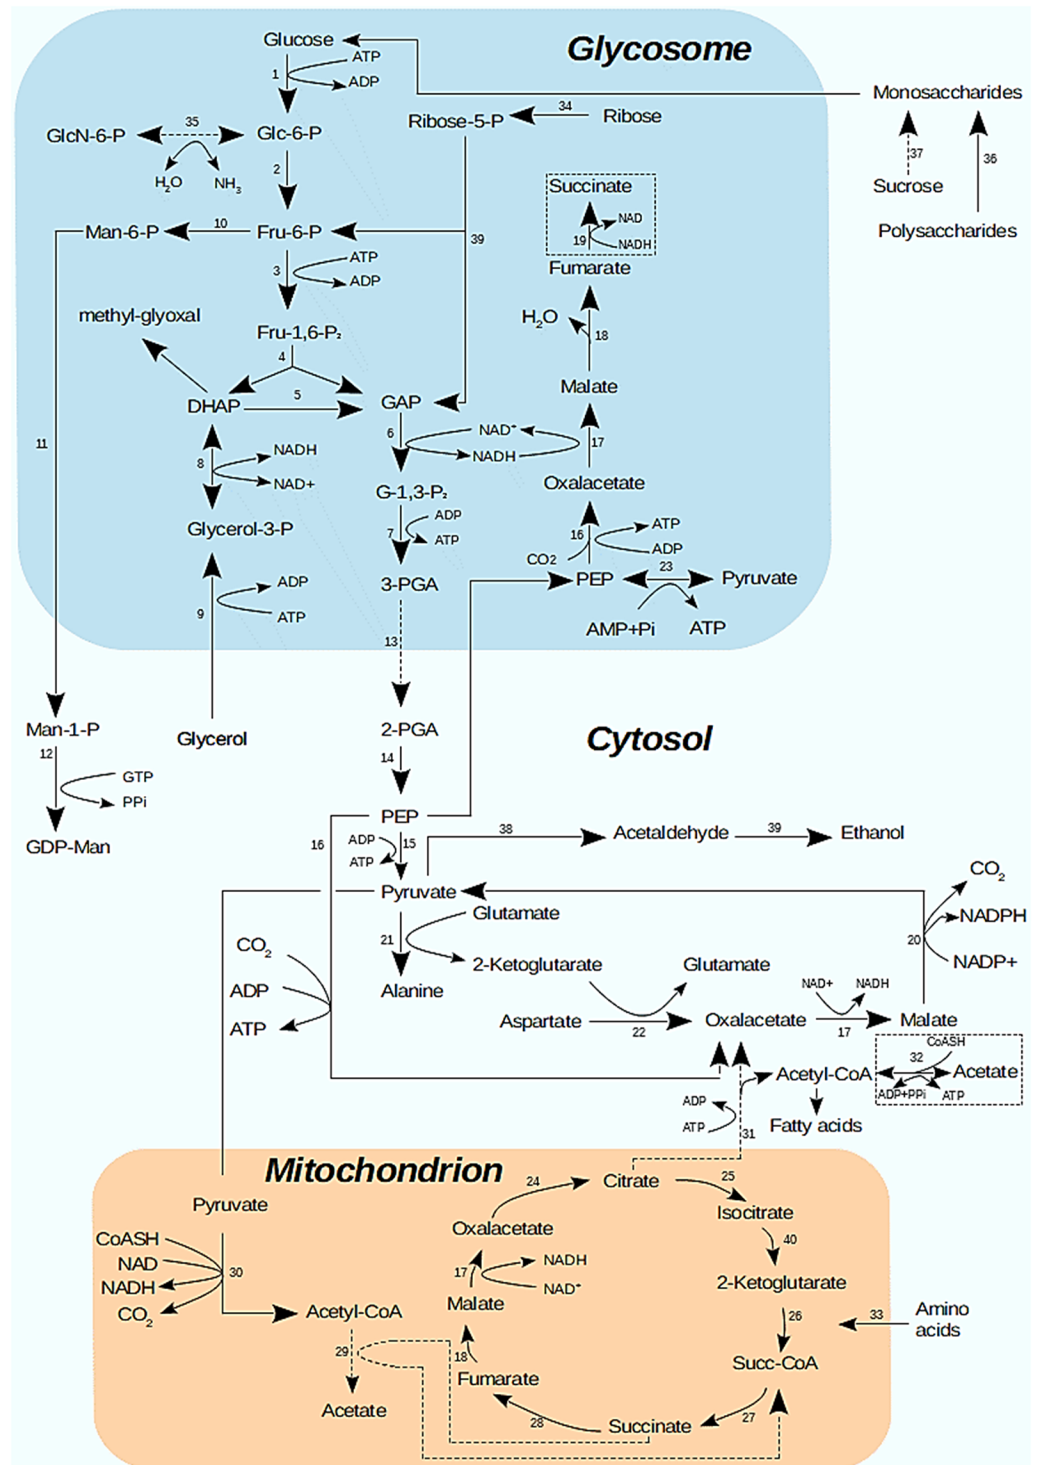 Glycosome
Glucose
ATP
1
ADP
Monosaccharides
34
Ribose-5-P
Ribose
35
GlcN-6-P
Glc-6-P
37
36
H2O
NH3
2
Succinate
Sucrose
NAD
19
NADH
10
Man-6-P
Fru-6-P
39
Polysaccharides
ATP
3
ADP
Fumarate
methyl-glyoxal
H2O
18
Fru-1,6-P2
4
Malate
5
DHAP
GAP
11
6
NAD+
17
NADH
8
NADH
NAD+
Oxalacetate
G-1,3-P2
Glycerol-3-P
ADP
7
ATP
ATP
16
ADP
CO2
23
3-PGA
PEP
Pyruvate
ADP
9
ATP
AMP+Pi
ATP
13
Man-1-P
2-PGA
Glycerol
Cytosol
12
14
GTP
PPi
PEP
GDP-Man
16
ADP
15
ATP
38
Acetaldehyde
39
Ethanol
CO2
Pyruvate
Glutamate
NADPH
21
20
CO2
2-Ketoglutarate
Glutamate
NADP+
ADP
Alanine
NAD+
NADH
ATP
Aspartate
22
Oxalacetate
17
Malate
CoASH
32
Acetyl-CoA
Acetate
ADP+PPi
ATP
ADP
ATP
31
Fatty acids
Mitochondrion
24
Citrate
25
Pyruvate
Isocitrate
Oxalacetate
CoASH
40
NAD
30
17
NADH
NADH
2-Ketoglutarate
NAD+
CO2
Acetyl-CoA
Malate
26
33
Amino
acids
29
18
Succ-CoA
Fumarate
Acetate
28
Succinate
27